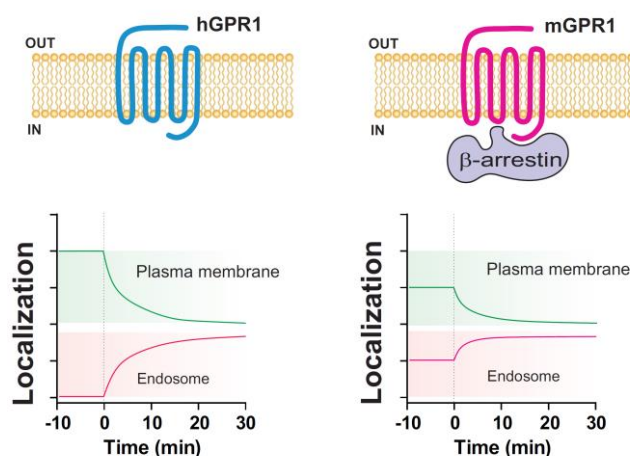 hGPR1
OUT
IN
mGPR1
OUT
IN
β-arrestin
Localization
Plasma membrane
Endosome
-10 0 10 20 30
Time (min)
Localization
Plasma membrane
Endosome
-10 0 10 20 30
Time (min)